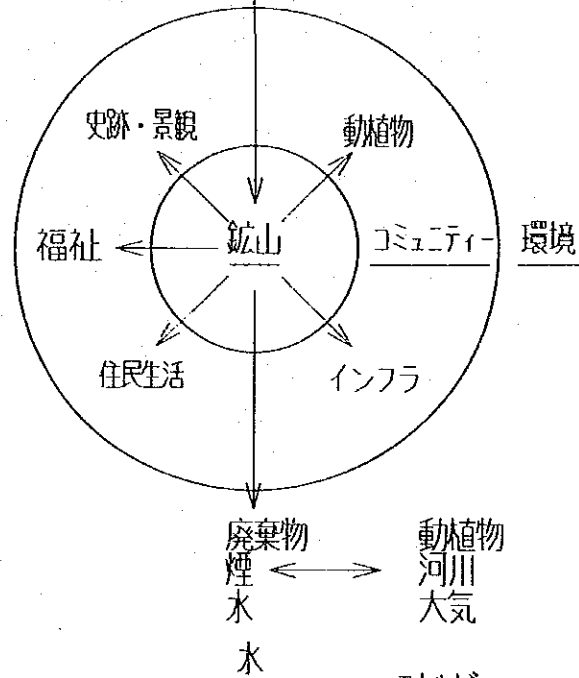 史跡・景観 動植物
福祉 鉱山 コミュニティー 環境
住民生活 インフラ
廃棄物 動植物
煙 河川
水 大気
水